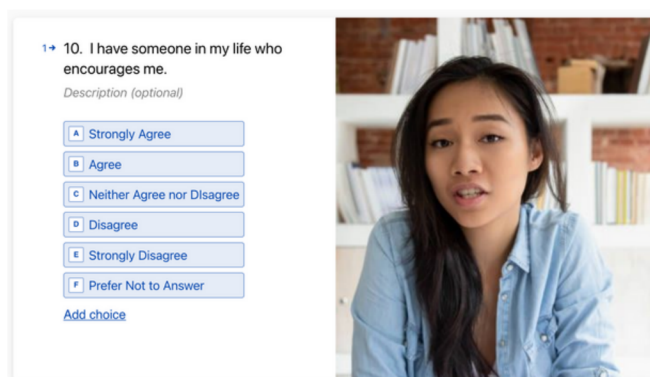 1→ 10. I have someone in my life who
encourages me.
Description (optional)
A Strongly Agree
B Agree
C Neither Agree nor DIsagree
D Disagree
E Strongly Disagree
F Prefer Not to Answer
Add choice